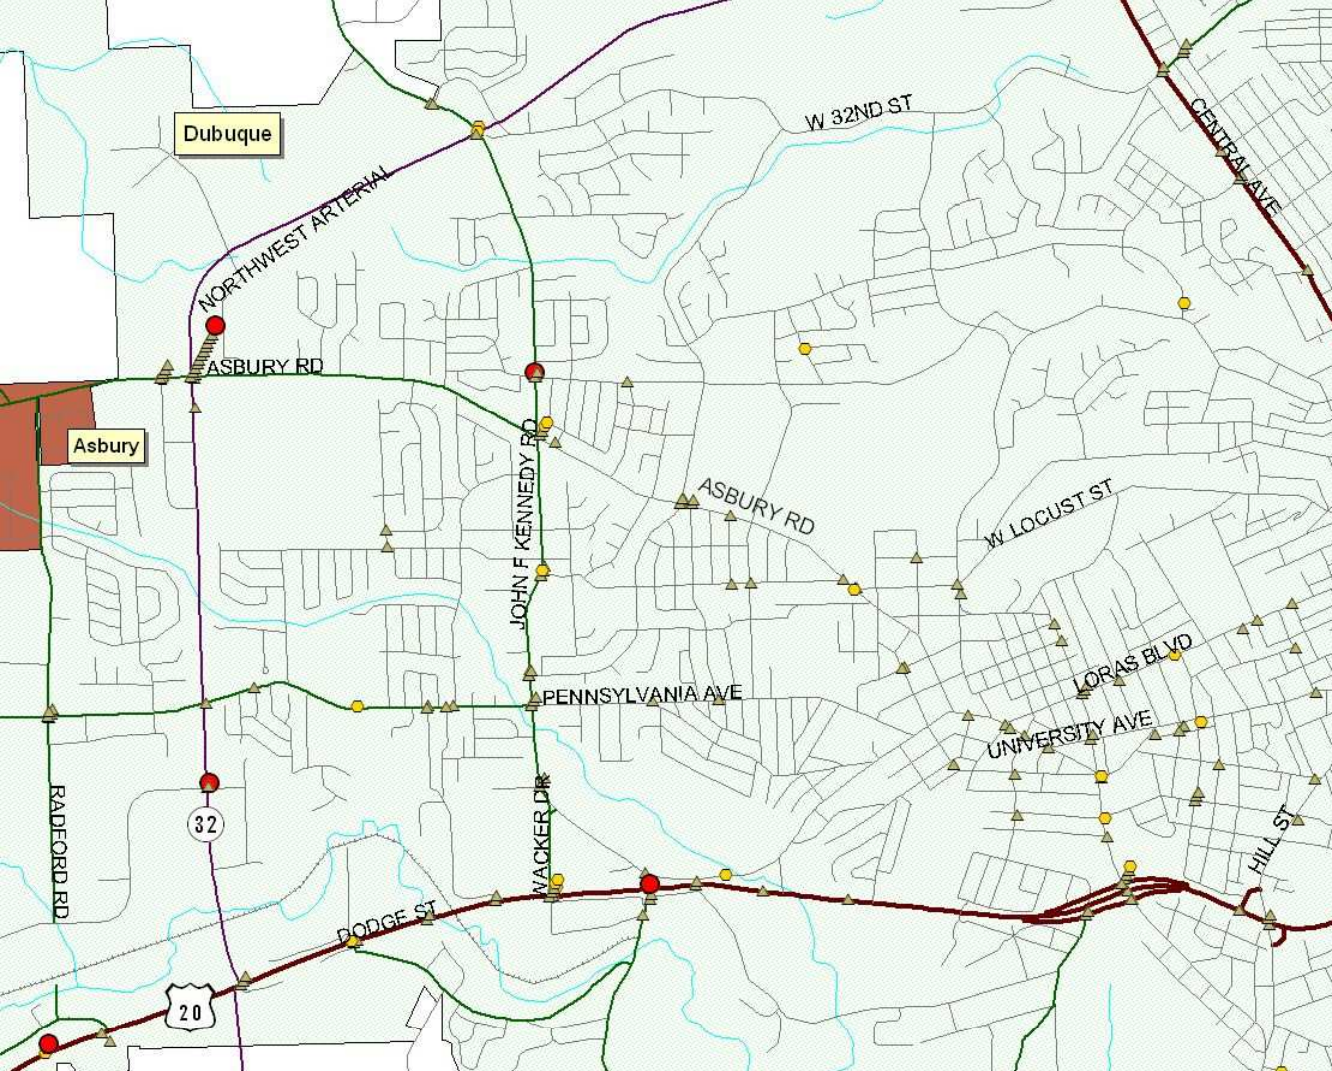 W 32ND ST
CENTRAL AVE
Dubuque
NORTHWEST ARTERIAL
ASBURY RD
Asbury
JOHN F KENNEDY RD
ASBURY RD
W LOCUST ST
LORAS BLVD
PENNSYLVANIA AVE
UNIVERSITY AVE
RADFORD RD
32
WACKER DR
HILL ST
DODGE ST
20